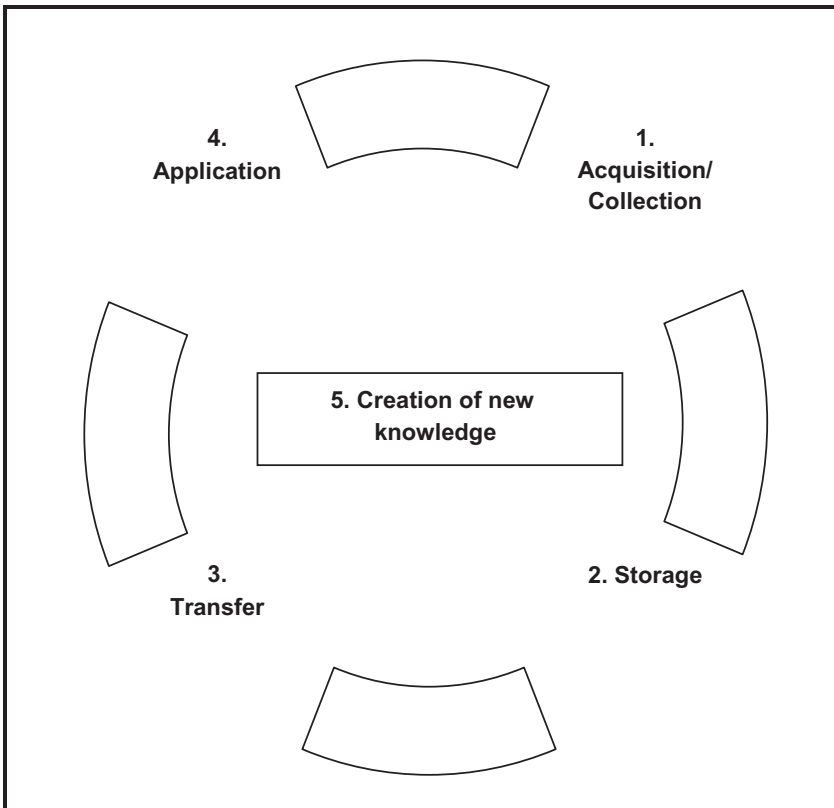 4.
Application
1.
Acquisition/
Collection
5. Creation of new
knowledge
3.
Transfer
2. Storage